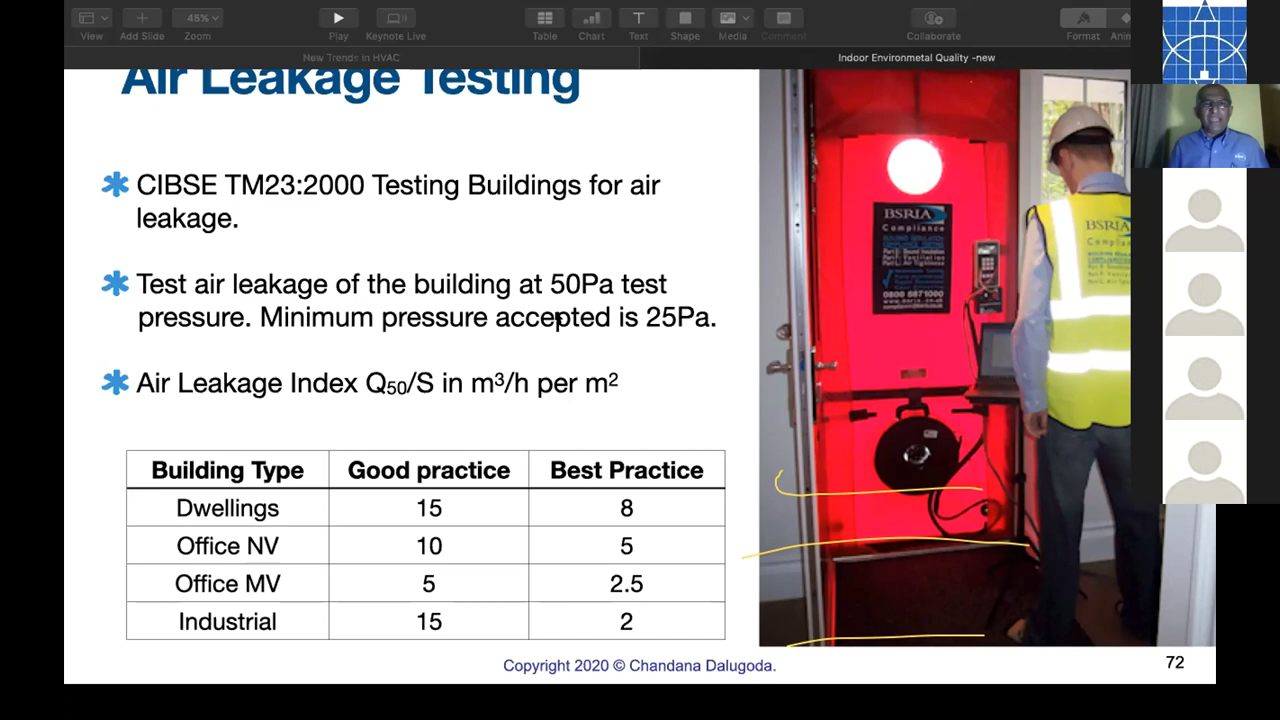 45%
View
Add Slide
Zoom
Play
Keynote Live
Table
Chart
Text
Shape
Media
Comment
Collaborate
Format
Ani
New Trends in HVAC
Indoor Environmetal Quality -new
Air Leakage Testing
CIBSE TM23:2000 Testing Buildings for air
leakage.
Test air leakage of the building at 50Pa test
pressure. Minimum pressure accepted is 25Pa.
Air Leakage Index Q50/S in m³/h per m²
Building Type Good practice Best Practice
Dwellings 15 8
Office NV 10 5
Office MV 5 2.5
Industrial 15 2
BSRIA
Compliance
0800 5871000
BSRIA
Copyright 2020 © Chandana Dalugoda.
72